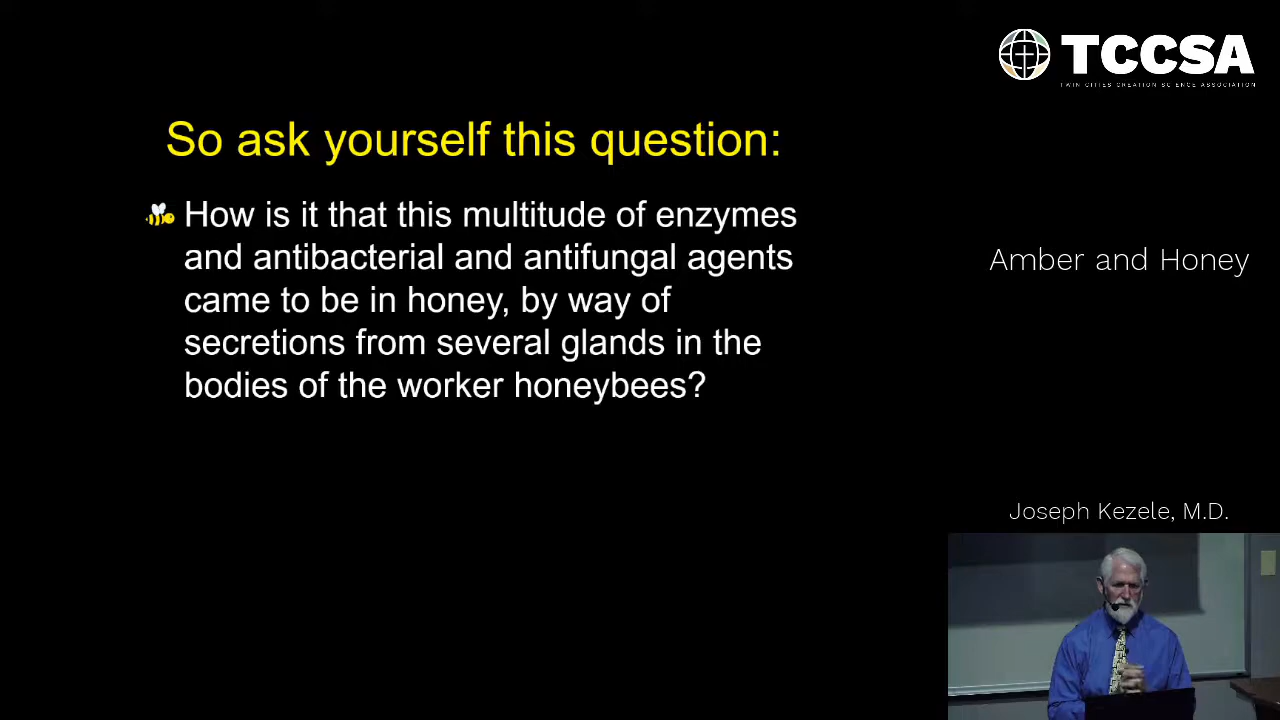 TCCSA
TWIN CITIES CREATION SCIENCE ASSOCIATION
So ask yourself this question:
How is it that this multitude of enzymes
and antibacterial and antifungal agents
came to be in honey, by way of
secretions from several glands in the
bodies of the worker honeybees?
Amber and Honey
Joseph Kezele, M.D.